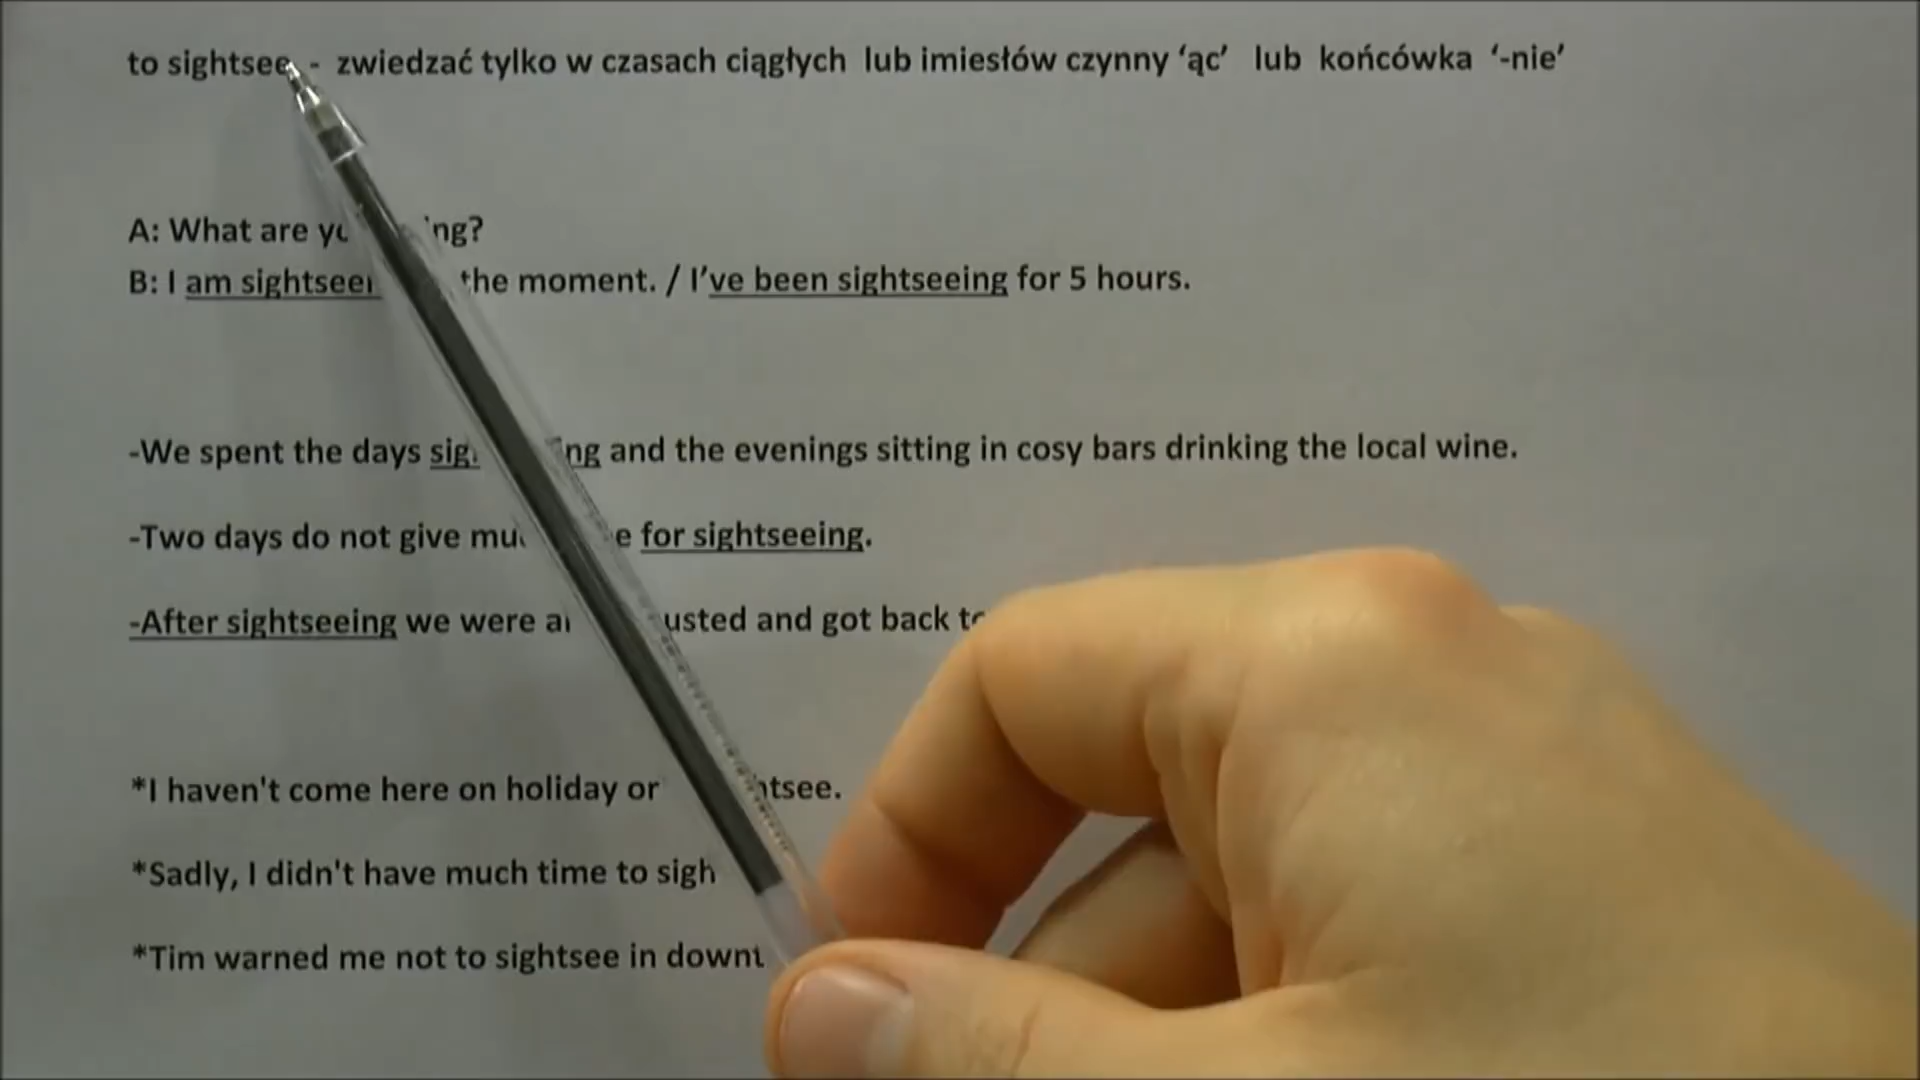 to sightsee - zwiedzać tylko w czasach ciągłych lub imiesłów czynny ‘ąc’ lub końcówka ‘-nie’
A: What are
B: I am the moment. / I’ve been sightseeing for 5 hours.
-We spent the days and the evenings sitting in cosy bars drinking the local wine.
-Two days do not give for sightseeing.
-After sightseeing we were and got back
*I haven't come here on holiday or
*Sadly, I didn't have much time to
*Tim warned me not to sightsee in